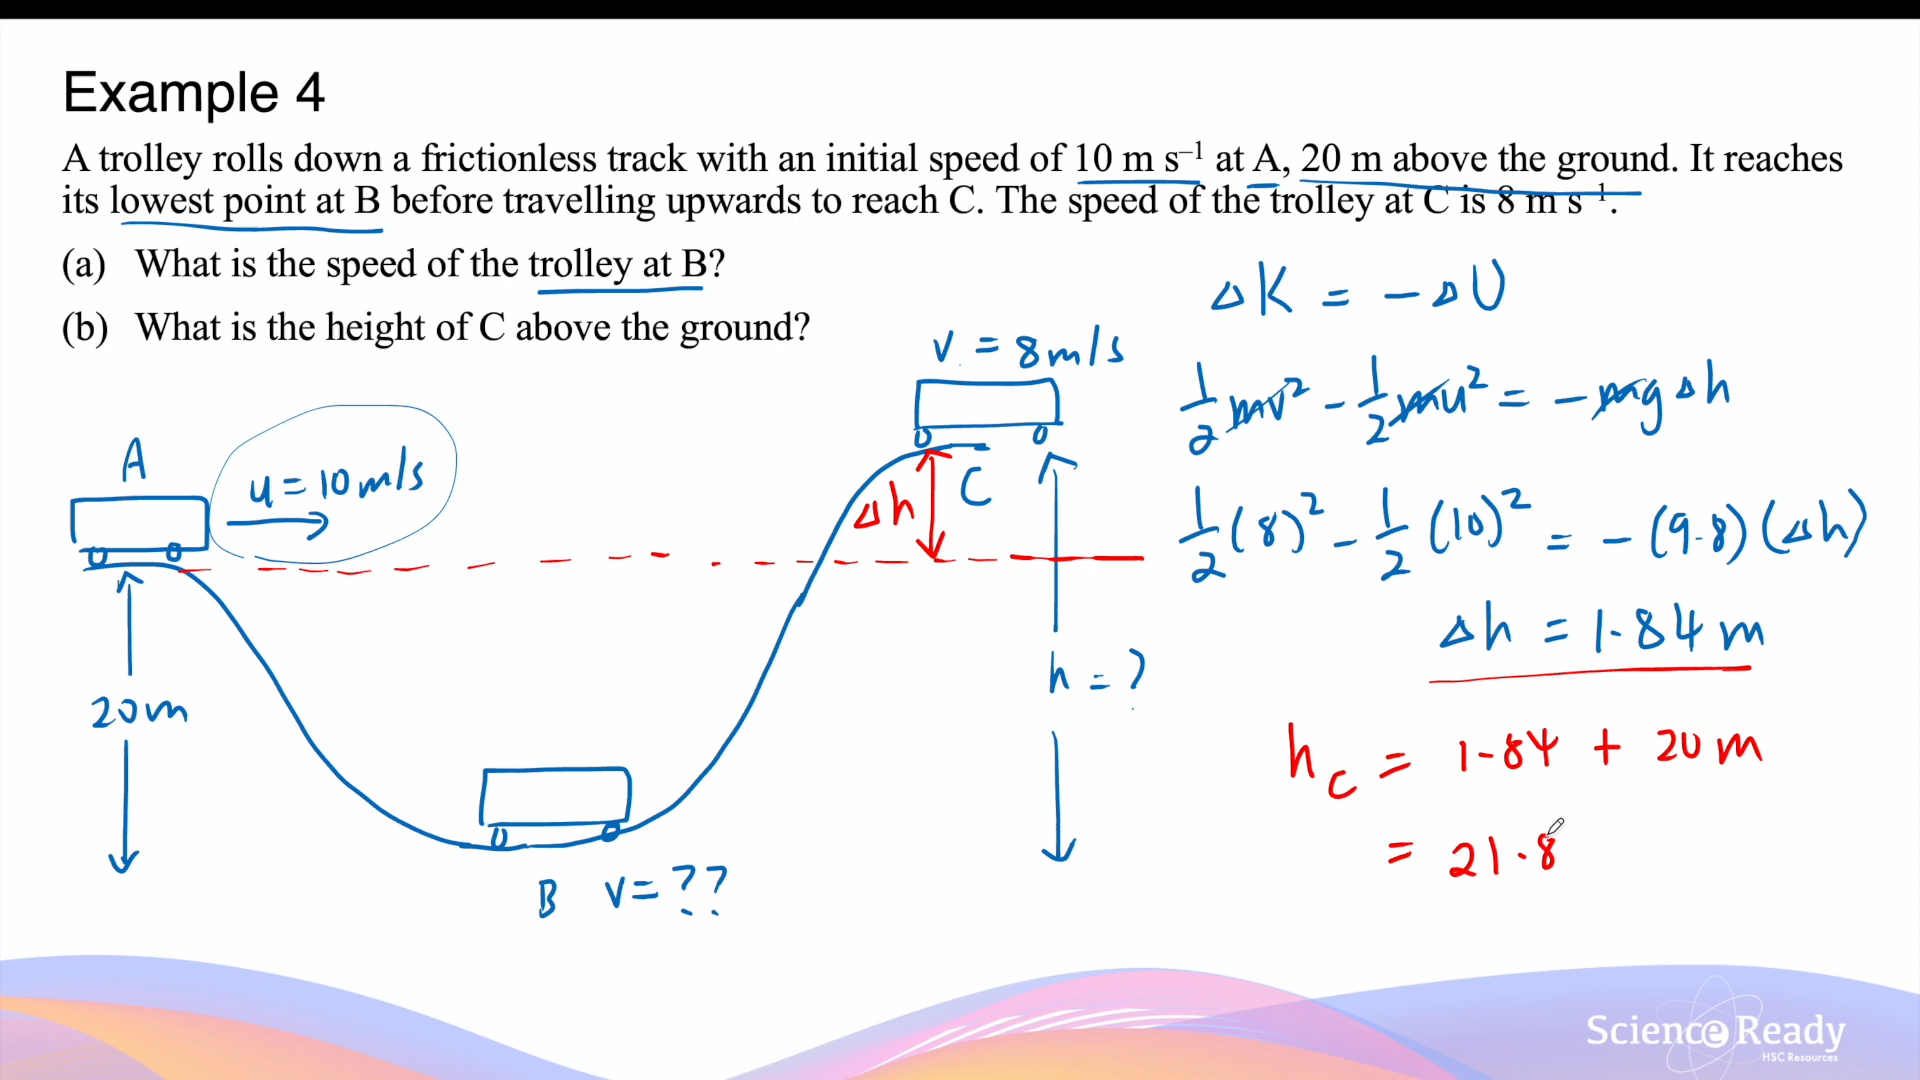 Example 4
A trolley rolls down a frictionless track with an initial speed of 10 m s⁻¹ at A, 20 m above the ground. It reaches
its lowest point at B before travelling upwards to reach C. The speed of the trolley at C is 8 m s⁻¹.
(a) What is the speed of the trolley at B?
(b) What is the height of C above the ground?
ΔK = -ΔU
½mv² - ½mu² = -mgΔh
½(8)² - ½(10)² = -(9.8)(Δh)
Δh = 1.84 m
h_C = 1.84 + 20 m
= 21.8
v = 8 m/s
A
u = 10 m/s
Δh
C
20 m
h = ?
B v = ??
Science Ready
HSC Resources